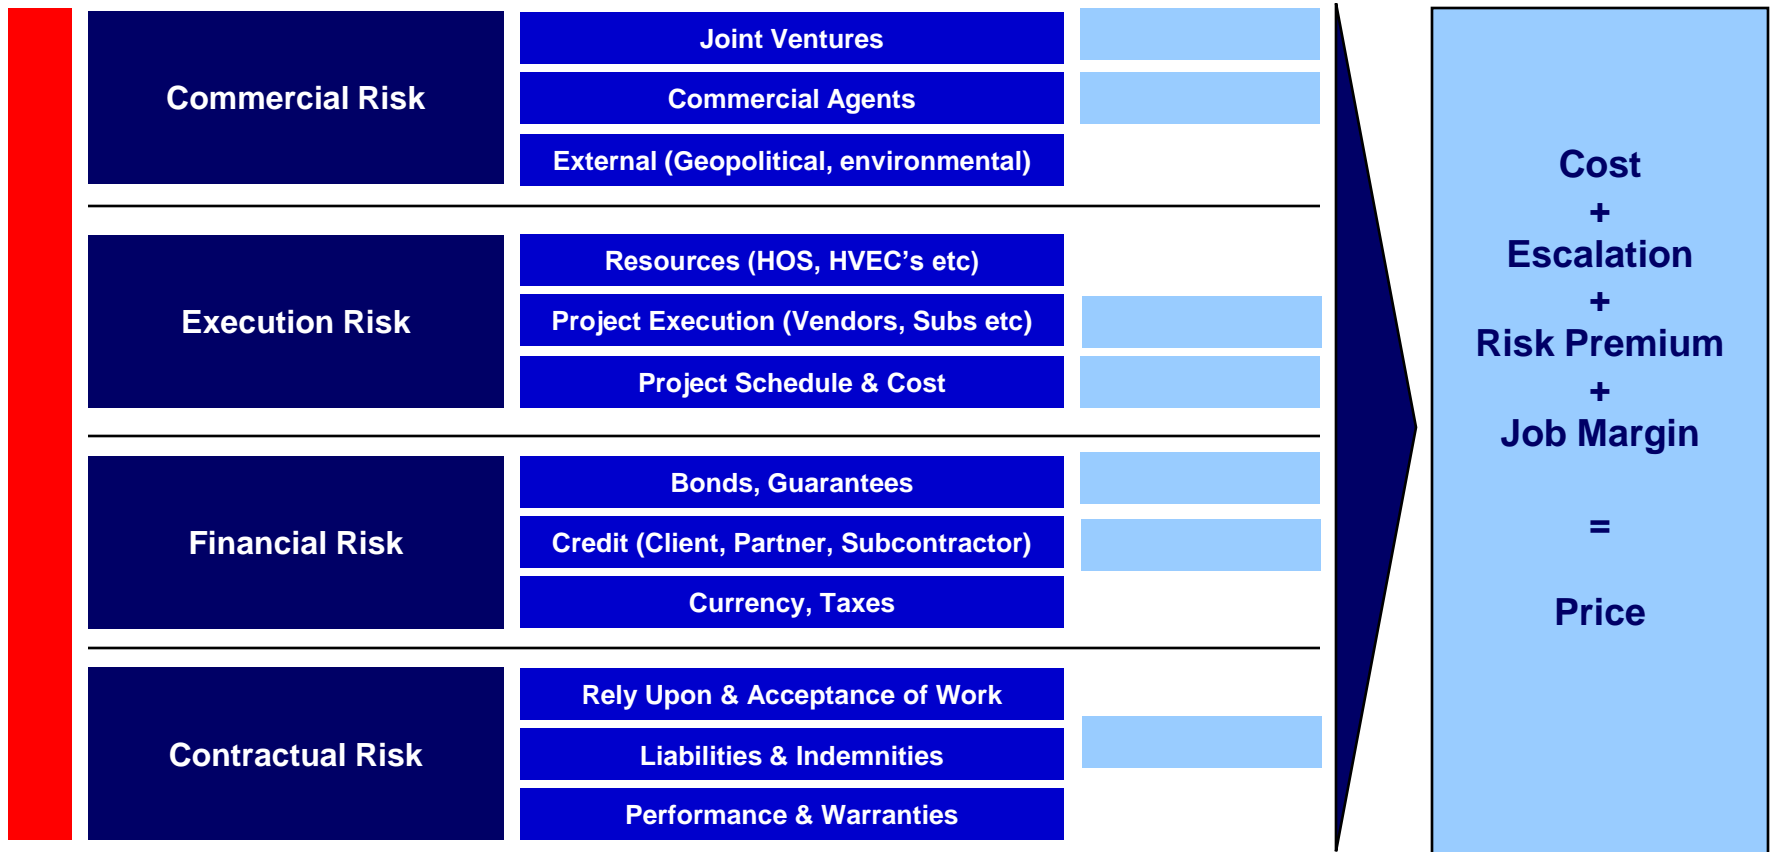 Commercial Risk
Joint Ventures
Commercial Agents
External (Geopolitical, environmental)
Execution Risk
Resources (HOS, HVEC's etc)
Project Execution (Vendors, Subs etc)
Project Schedule & Cost
Financial Risk
Bonds, Guarantees
Credit (Client, Partner, Subcontractor)
Currency, Taxes
Contractual Risk
Rely Upon & Acceptance of Work
Liabilities & Indemnities
Performance & Warranties
Cost
+
Escalation
+
Risk Premium
+
Job Margin
=
Price